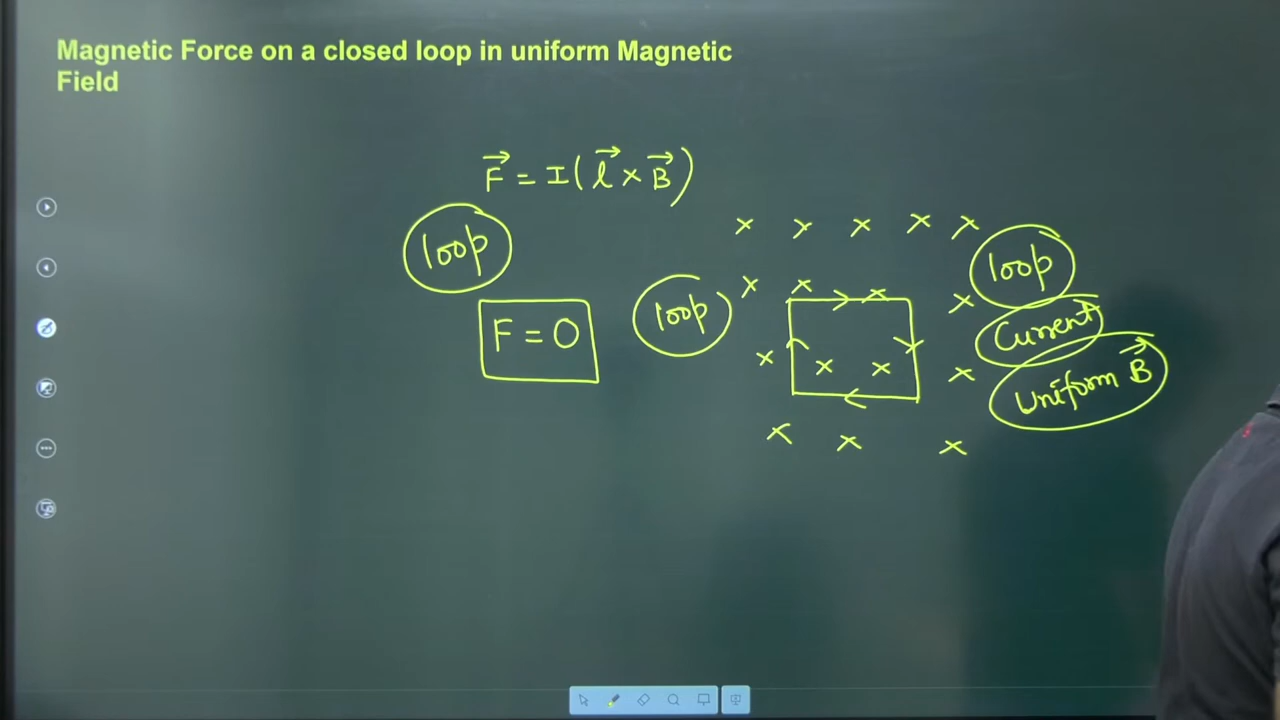 Magnetic Force on a closed loop in uniform Magnetic
Field
F⃗ = I(l⃗ × B⃗)
loop
F = 0
loop
loop
Current
Uniform B⃗